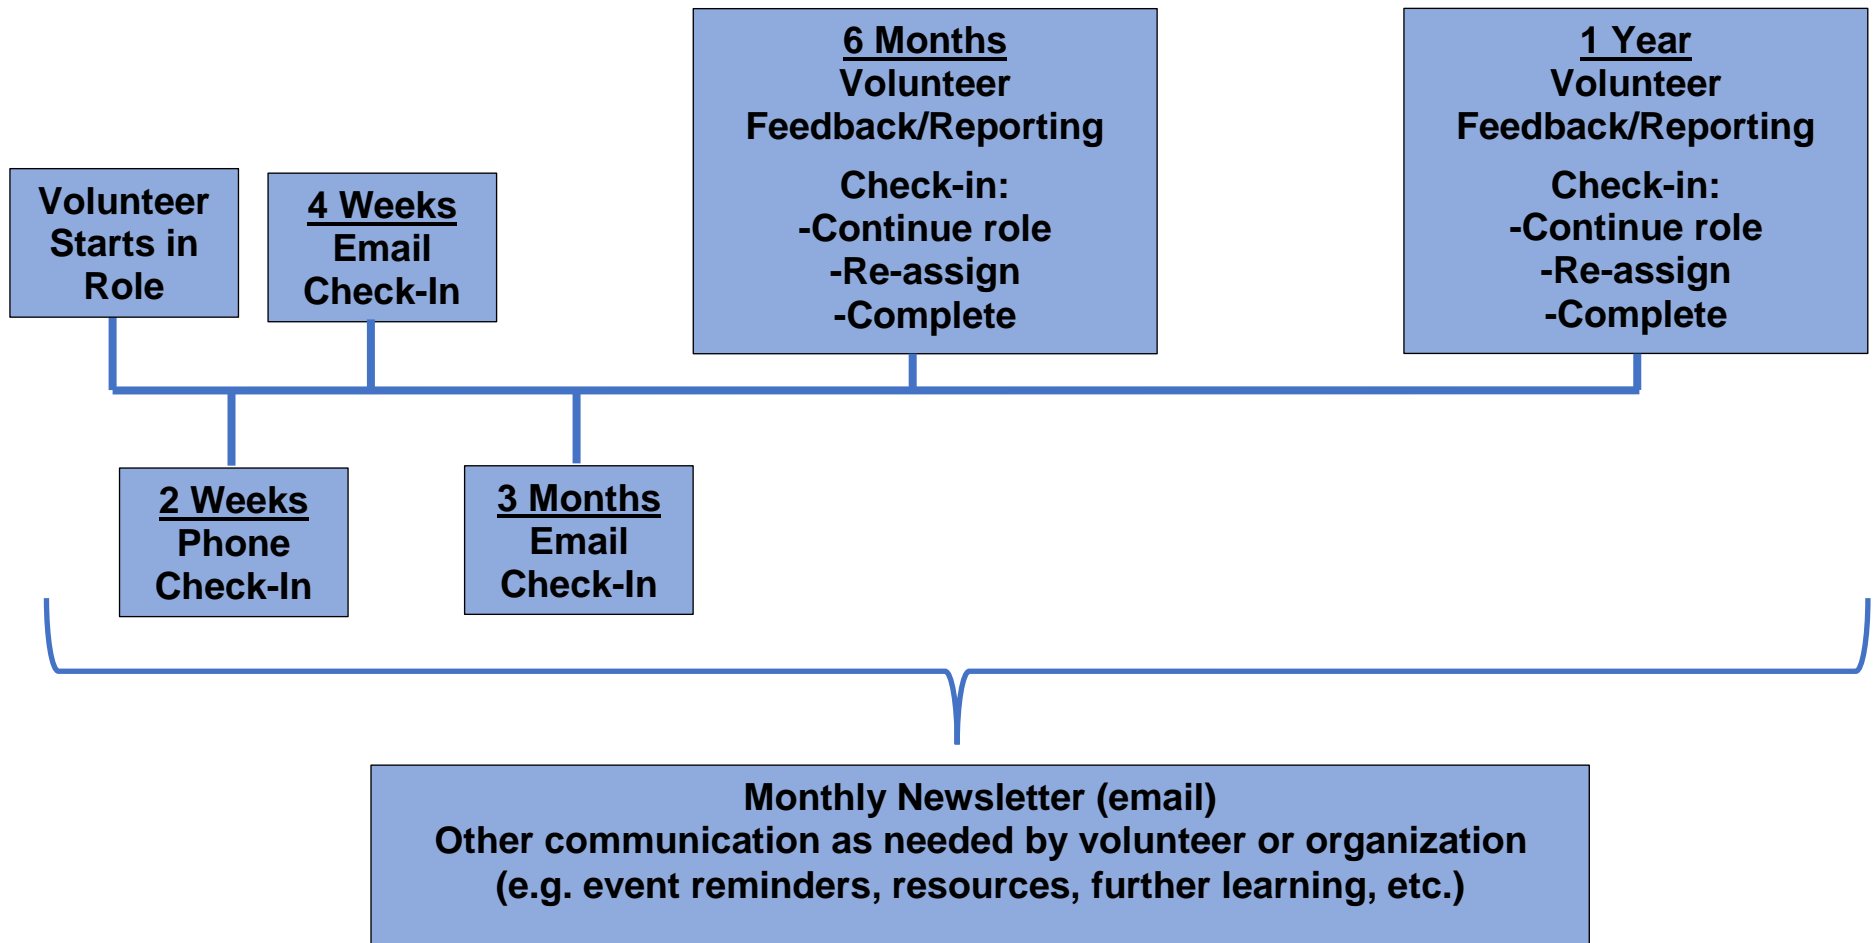 Volunteer
Starts in
Role
2 Weeks
Phone
Check-In
4 Weeks
Email
Check-In
3 Months
Email
Check-In
6 Months
Volunteer
Feedback/Reporting
Check-in:
-Continue role
-Re-assign
-Complete
1 Year
Volunteer
Feedback/Reporting
Check-in:
-Continue role
-Re-assign
-Complete
Monthly Newsletter (email)
Other communication as needed by volunteer or organization
(e.g. event reminders, resources, further learning, etc.)